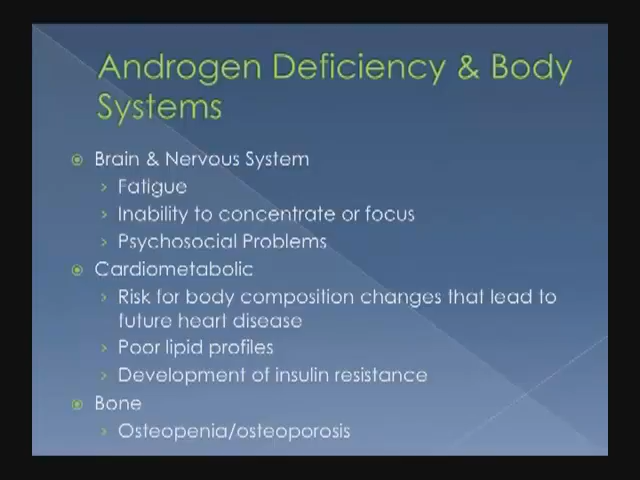 Androgen Deficiency & Body
Systems
Brain & Nervous System
Fatigue
Inability to concentrate or focus
Psychosocial Problems
Cardiometabolic
Risk for body composition changes that lead to
future heart disease
Poor lipid profiles
Development of insulin resistance
Bone
Osteopenia/osteoporosis